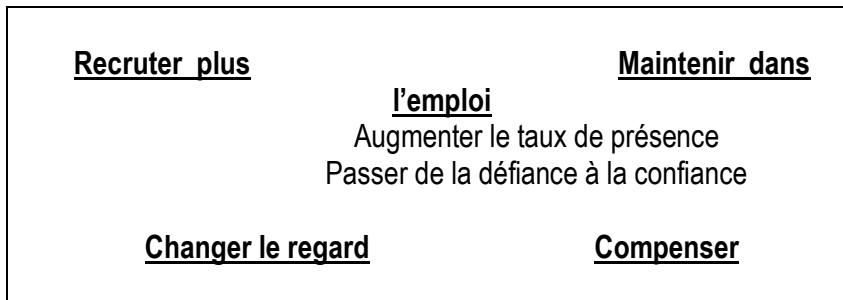 Recruter plus Maintenir dans
l’emploi
Augmenter le taux de présence
Passer de la défiance à la confiance
Changer le regard Compenser